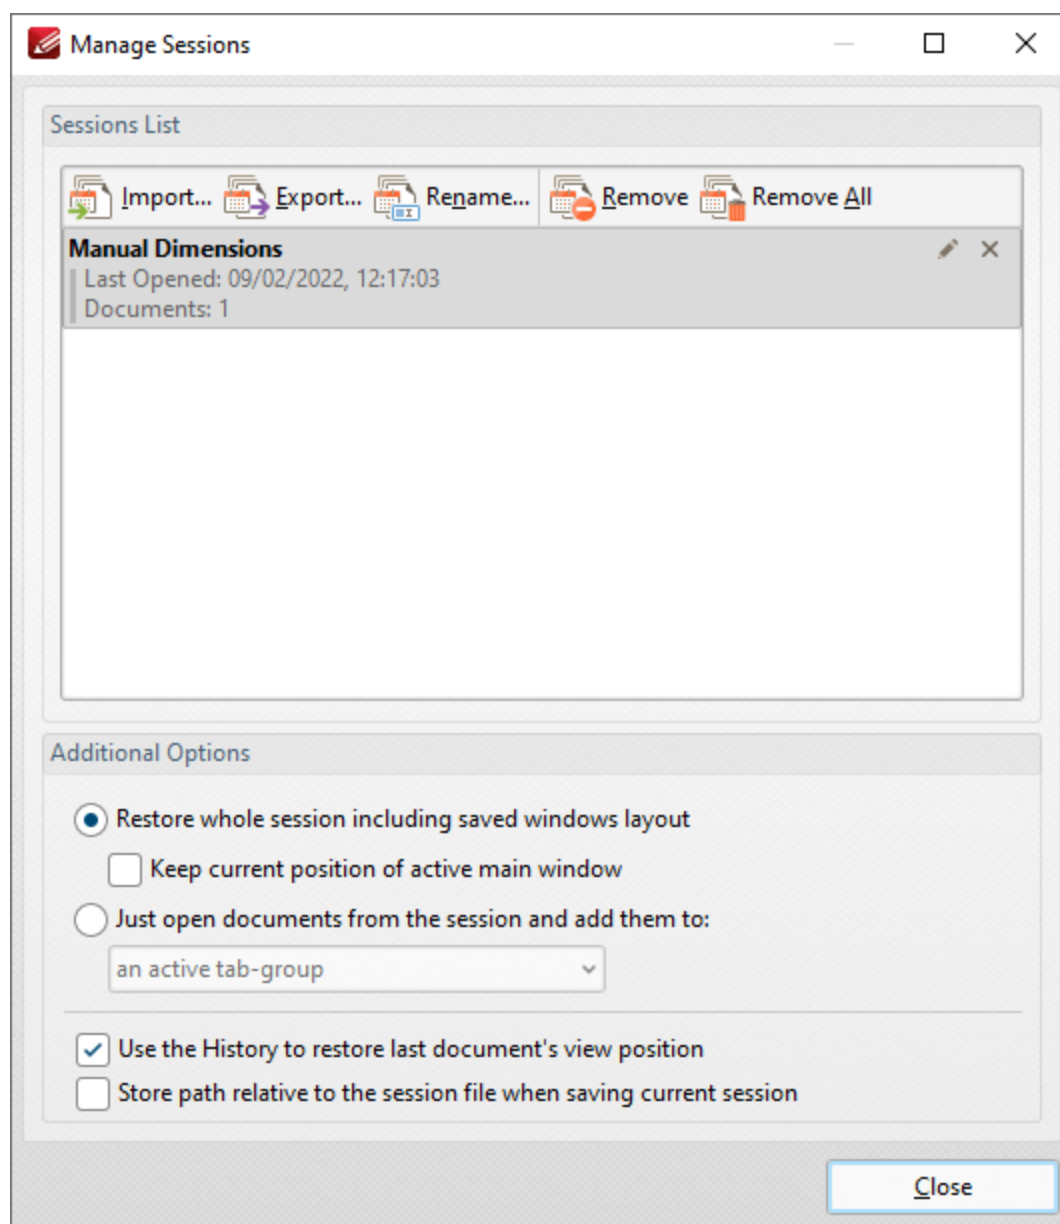 Manage Sessions
Sessions List
Import... Export... Rename... Remove Remove All
Manual Dimensions
Last Opened: 09/02/2022, 12:17:03
Documents: 1
Additional Options
Restore whole session including saved windows layout
Keep current position of active main window
Just open documents from the session and add them to:
an active tab-group
Use the History to restore last document's view position
Store path relative to the session file when saving current session
Close